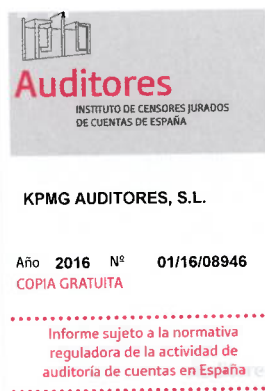 Auditores
INSTITUTO DE CENSORES JURADOS
DE CUENTAS DE ESPAÑA
KPMG AUDITORES, S.L.
Año 2016 Nº 01/16/08946
COPIA GRATUITA
Informe sujeto a la normativa
reguladora de la actividad de
auditoría de cuentas en España